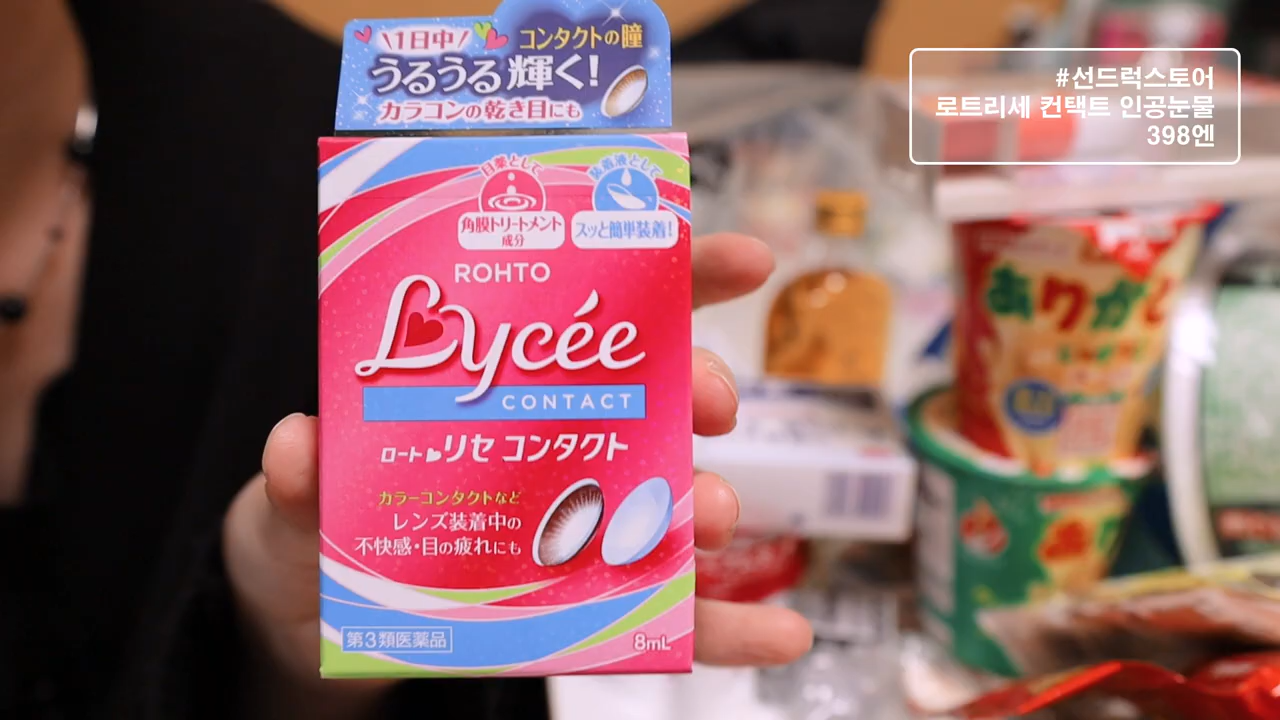 \1日中/
コンタクトの瞳
うるうる輝く!
カラコンの乾き目にも
目薬として
角膜トリートメント
成分
装着液として
スッと簡単装着!
ROHTO
Lycée
CONTACT
ロート リセ コンタクト
カラーコンタクトなど
レンズ装着中の
不快感・目の疲れにも
第3類医薬品
8mL
#선드럭스토어
로트리세 컨택트 인공눈물
398엔
ありがと